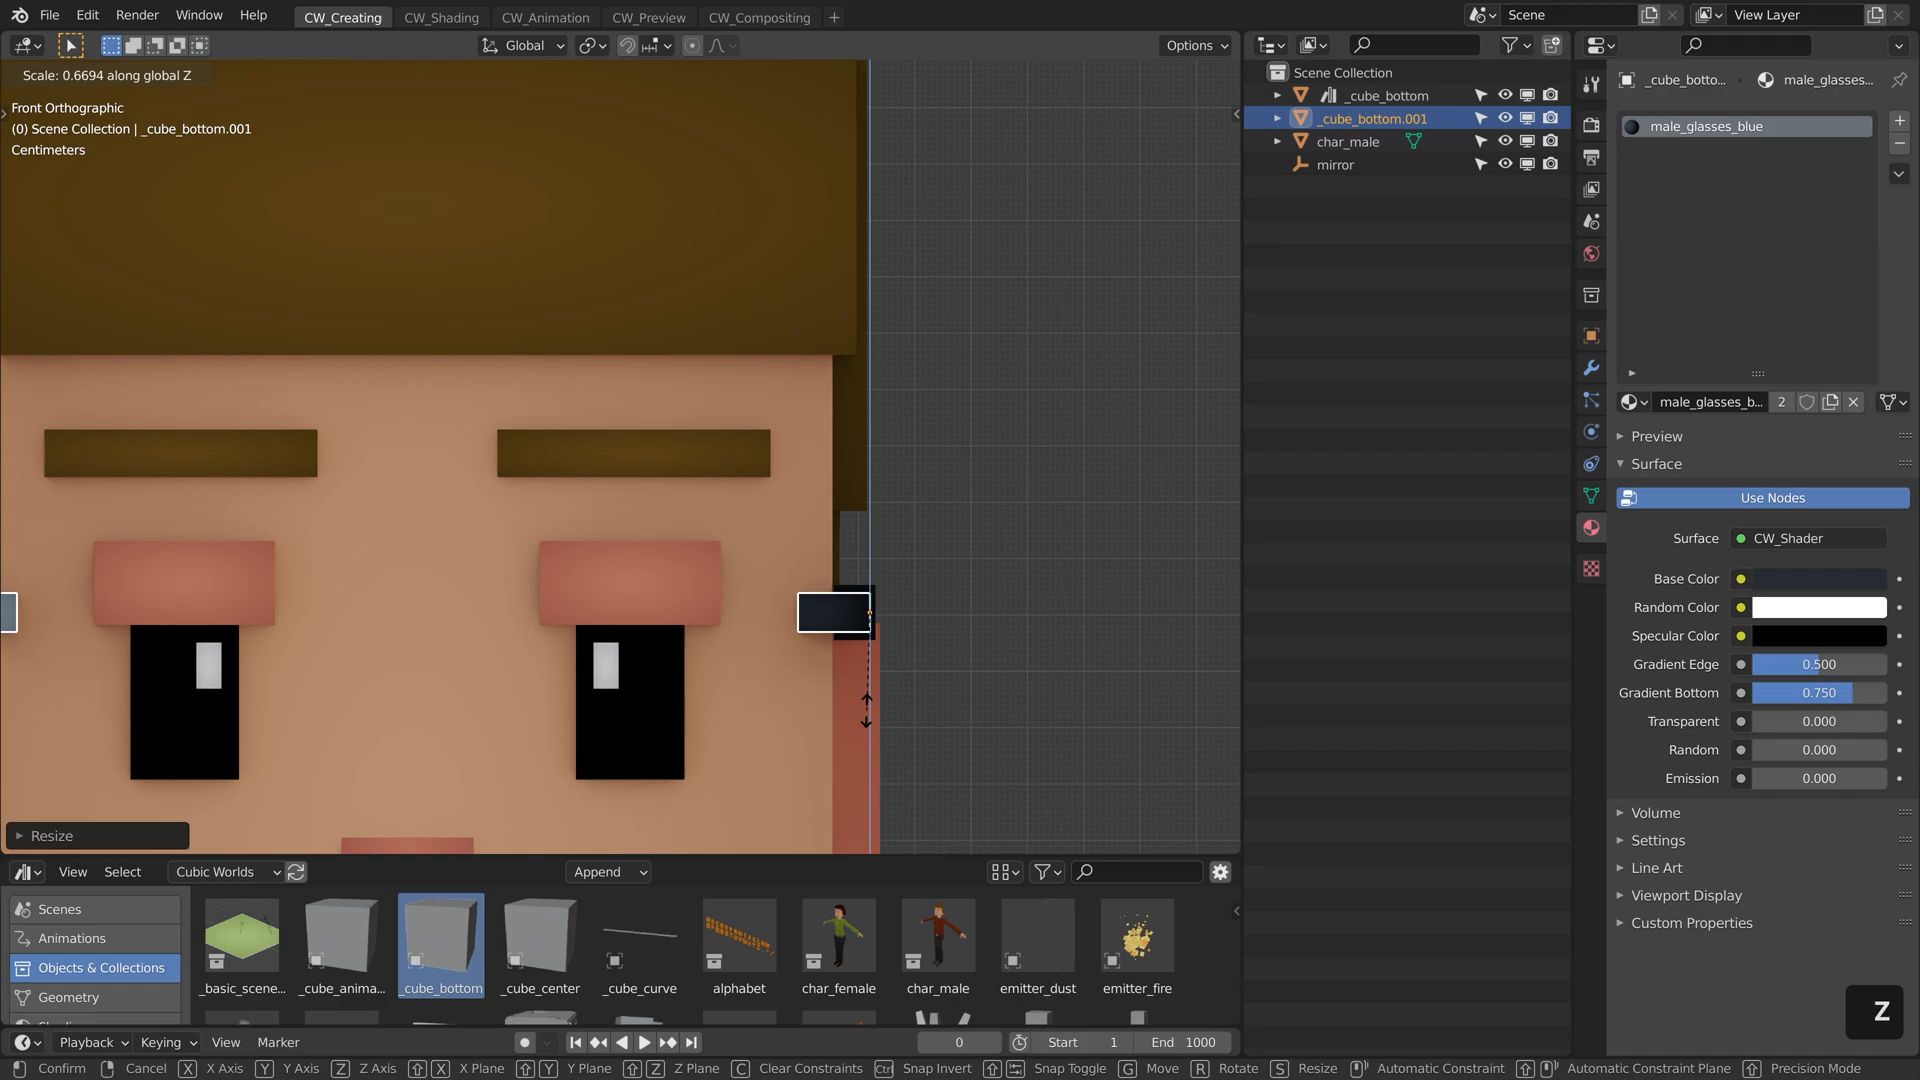 File Edit Render Window Help CW_Creating CW_Shading CW_Animation CW_Preview CW_Compositing + Scene View Layer
Global Options
Scale: 0.6694 along global Z
Front Orthographic
(0) Scene Collection | _cube_bottom.001
Centimeters
Resize
Scene Collection
_cube_bottom
_cube_bottom.001
char_male
mirror
_cube_botto... male_glasses...
male_glasses_blue
male_glasses_b... 2
Preview
Surface
Use Nodes
Surface CW_Shader
Base Color
Random Color
Specular Color
Gradient Edge 0.500
Gradient Bottom 0.750
Transparent 0.000
Random 0.000
Emission 0.000
Volume
Settings
Line Art
Viewport Display
Custom Properties
View Select Cubic Worlds Append
Scenes
Animations
Objects & Collections
Geometry
_basic_scene... _cube_anima... _cube_bottom _cube_center _cube_curve alphabet char_female char_male emitter_dust emitter_fire
Z
Playback Keying View Marker 0 Start 1 End 1000
Confirm Cancel X X Axis Y Y Axis Z Z Axis X X Plane Y Y Plane Z Z Plane C Clear Constraints Ctrl Snap Invert Snap Toggle G Move R Rotate S Resize Automatic Constraint Automatic Constraint Plane Precision Mode